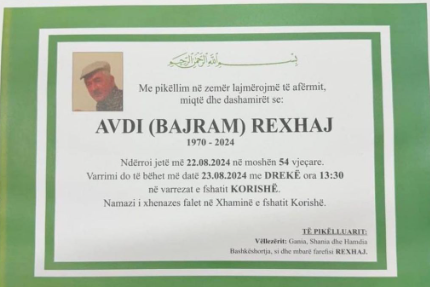 بسم الله الرحمن الرحيم
Me pikëllim në zemër lajmërojmë të afërmit,
miqtë dhe dashamirët se:
AVDI (BAJRAM) REXHAJ
1970 - 2024
Ndërroi jetë më 22.08.2024 në moshën 54 vjeçare.
Varrimi do të bëhet më datë 23.08.2024 me DREKË ora 13:30
në varrezat e fshatit KORISHË.
Namazi i xhenazes falet në Xhaminë e fshatit Korishë.
TË PIKËLLUARIT:
Vëllezërit: Gania, Shania dhe Hamdia
Bashkëshortja, si dhe mbarë farefisi REXHAJ.